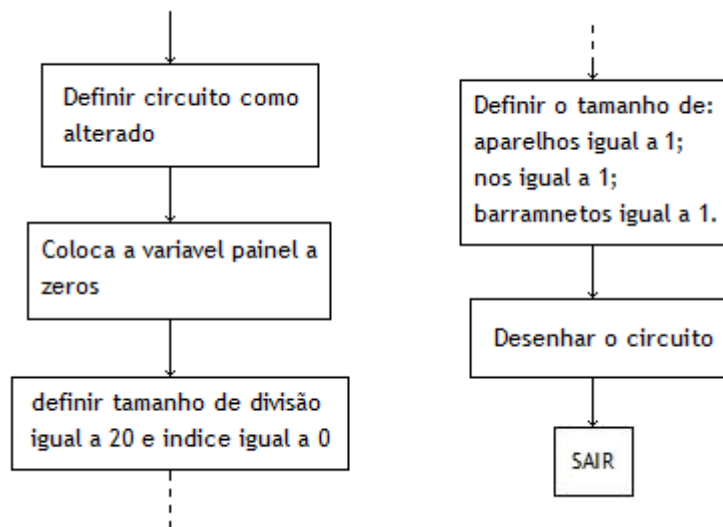 Definir circuito como
alterado
Coloca a variavel painel a
zeros
definir tamanho de divisão
igual a 20 e indice igual a 0
Definir o tamanho de:
aparelhos igual a 1;
nos igual a 1;
barramnetos igual a 1.
Desenhar o circuito
SAIR